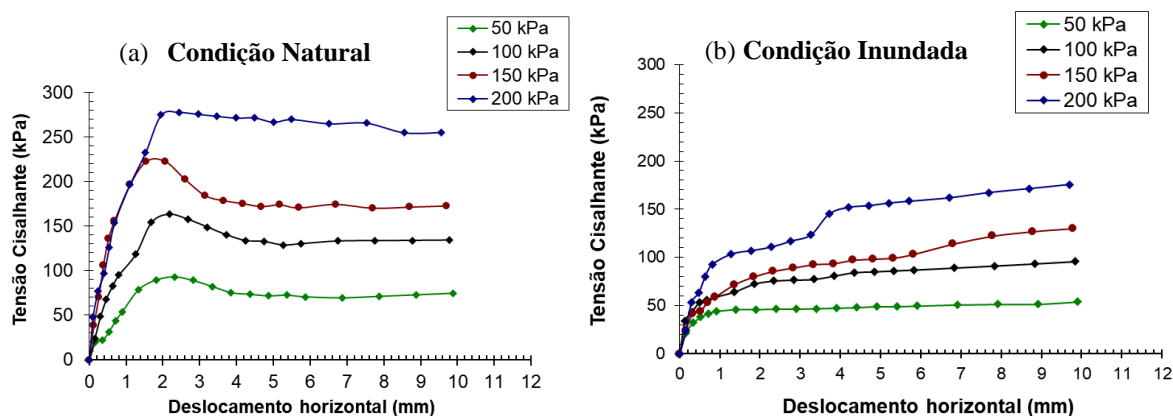 (a) Condição Natural
50 kPa
100 kPa
150 kPa
200 kPa
300
250
200
150
100
50
0
Tensão Cisalhante (kPa)
0 1 2 3 4 5 6 7 8 9 10 11 12
Deslocamento horizontal (mm)
(b) Condição Inundada
50 kPa
100 kPa
150 kPa
200 kPa
300
250
200
150
100
50
0
Tensão Cisalhante (kPa)
0 1 2 3 4 5 6 7 8 9 10 11 12
Deslocamento horizontal (mm)